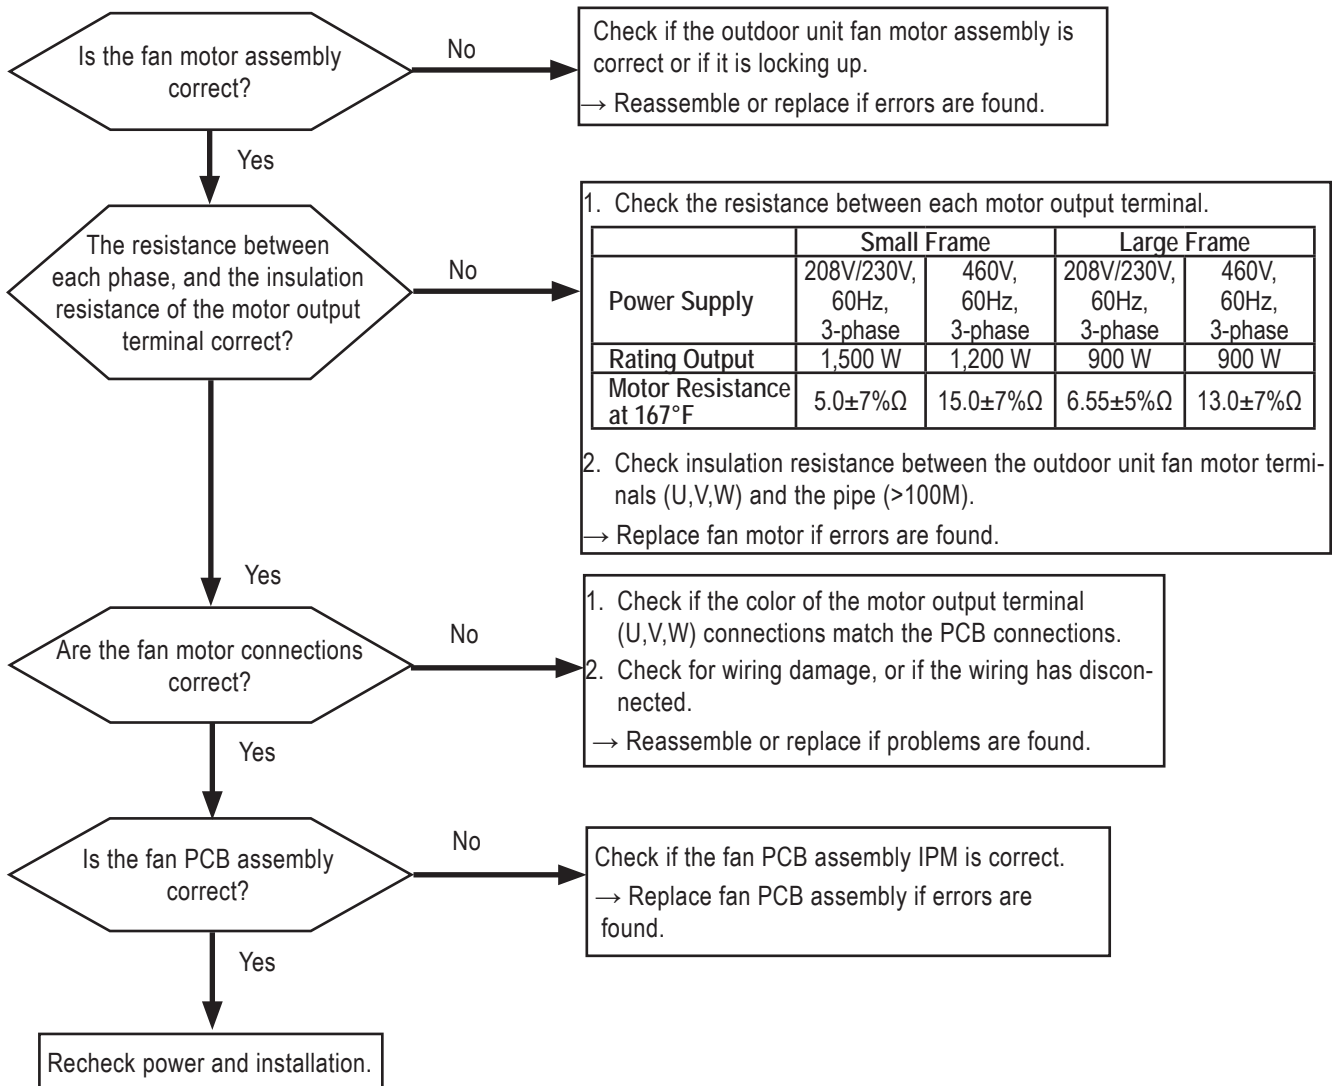 Is the fan motor assembly
correct?
No
Check if the outdoor unit fan motor assembly is
correct or if it is locking up.
→ Reassemble or replace if errors are found.
Yes
The resistance between
each phase, and the insulation
resistance of the motor output
terminal correct?
No
1. Check the resistance between each motor output terminal.
Small Frame Large Frame
Power Supply 208V/230V, 60Hz, 3-phase 460V, 60Hz, 3-phase 208V/230V, 60Hz, 3-phase 460V, 60Hz, 3-phase
Rating Output 1,500 W 1,200 W 900 W 900 W
Motor Resistance at 167°F 5.0±7%Ω 15.0±7%Ω 6.55±5%Ω 13.0±7%Ω
2. Check insulation resistance between the outdoor unit fan motor termi-
nals (U,V,W) and the pipe (>100M).
→ Replace fan motor if errors are found.
Yes
Are the fan motor connections
correct?
No
1. Check if the color of the motor output terminal
(U,V,W) connections match the PCB connections.
2. Check for wiring damage, or if the wiring has discon-
nected.
→ Reassemble or replace if problems are found.
Yes
Is the fan PCB assembly
correct?
No
Check if the fan PCB assembly IPM is correct.
→ Replace fan PCB assembly if errors are
found.
Yes
Recheck power and installation.